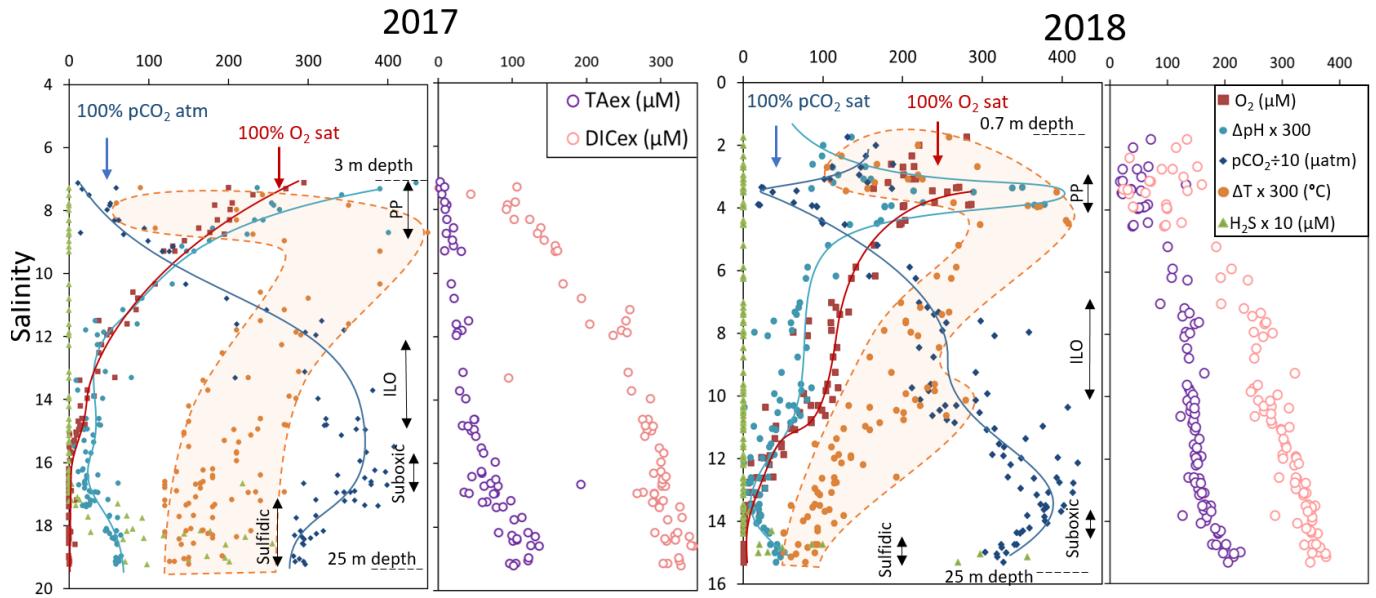 2017
2018
0 100 200 300 400
0 100 200 300
0 100 200 300 400
0 100 200 300 400
Salinity
4
6
8
10
12
14
16
18
20
100% pCO₂ atm
100% O₂ sat
3 m depth
PP
ILO
Suboxic
Sulfidic
25 m depth
TAex (µM)
DICex (µM)
0
2
4
6
8
10
12
14
16
100% pCO₂ sat
100% O₂ sat
0.7 m depth
PP
ILO
Suboxic
Sulfidic
25 m depth
O₂ (µM)
ΔpH x 300
pCO₂÷10 (µatm)
ΔT x 300 (°C)
H₂S x 10 (µM)